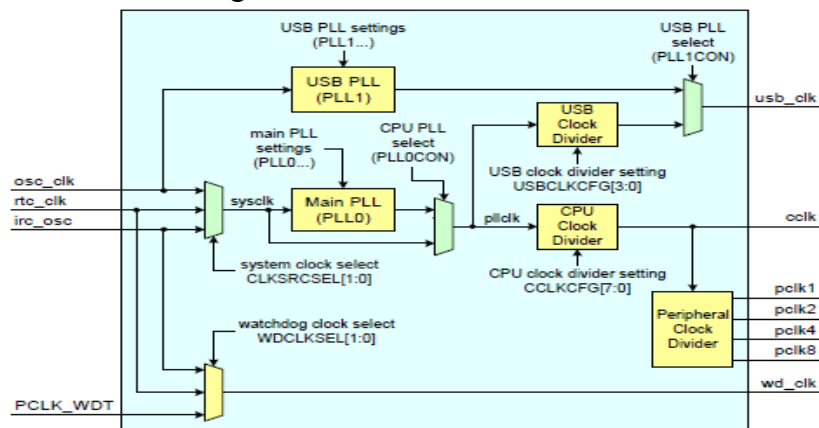 USB PLL settings
(PLL1...)
USB PLL
select
(PLL1CON)
USB PLL
(PLL1)
usb_clk
main PLL
settings
(PLL0...)
CPU PLL
select
(PLL0CON)
USB
Clock
Divider
USB clock divider setting
USBCLKCFG[3:0]
osc_clk
rtc_clk
irc_osc
sysclk
Main PLL
(PLL0)
pllclk
CPU
Clock
Divider
cclk
system clock select
CLKSRCSEL[1:0]
CPU clock divider setting
CCLKCFG[7:0]
Peripheral
Clock
Divider
pclk1
pclk2
pclk4
pclk8
watchdog clock select
WDCLKSEL[1:0]
PCLK_WDT
wd_clk